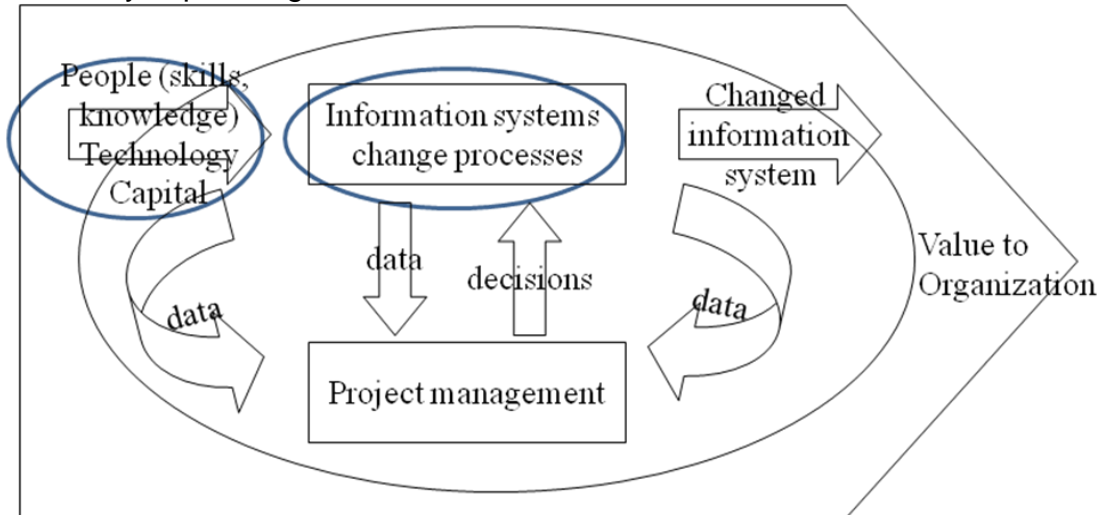 People (skills,
knowledge)
Technology
Capital
Information systems
change processes
Changed
information
system
data
decisions
data
data
Value to
Organization
Project management